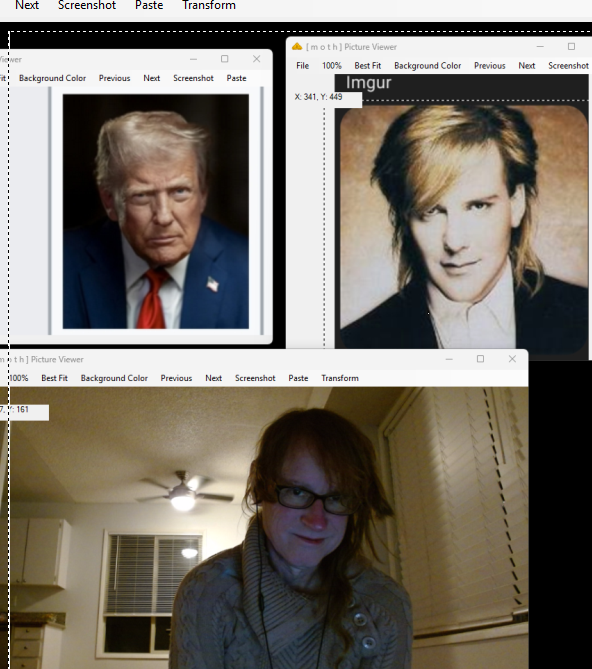 Next Screenshot Paste Transform
Viewer
Fit Background Color Previous Next Screenshot Paste
[ m o t h ] Picture Viewer
File 100% Best Fit Background Color Previous Next Screenshot
Imgur
X: 341, Y: 449
m o t h ] Picture Viewer
100% Best Fit Background Color Previous Next Screenshot Paste Transform
7, Y: 161